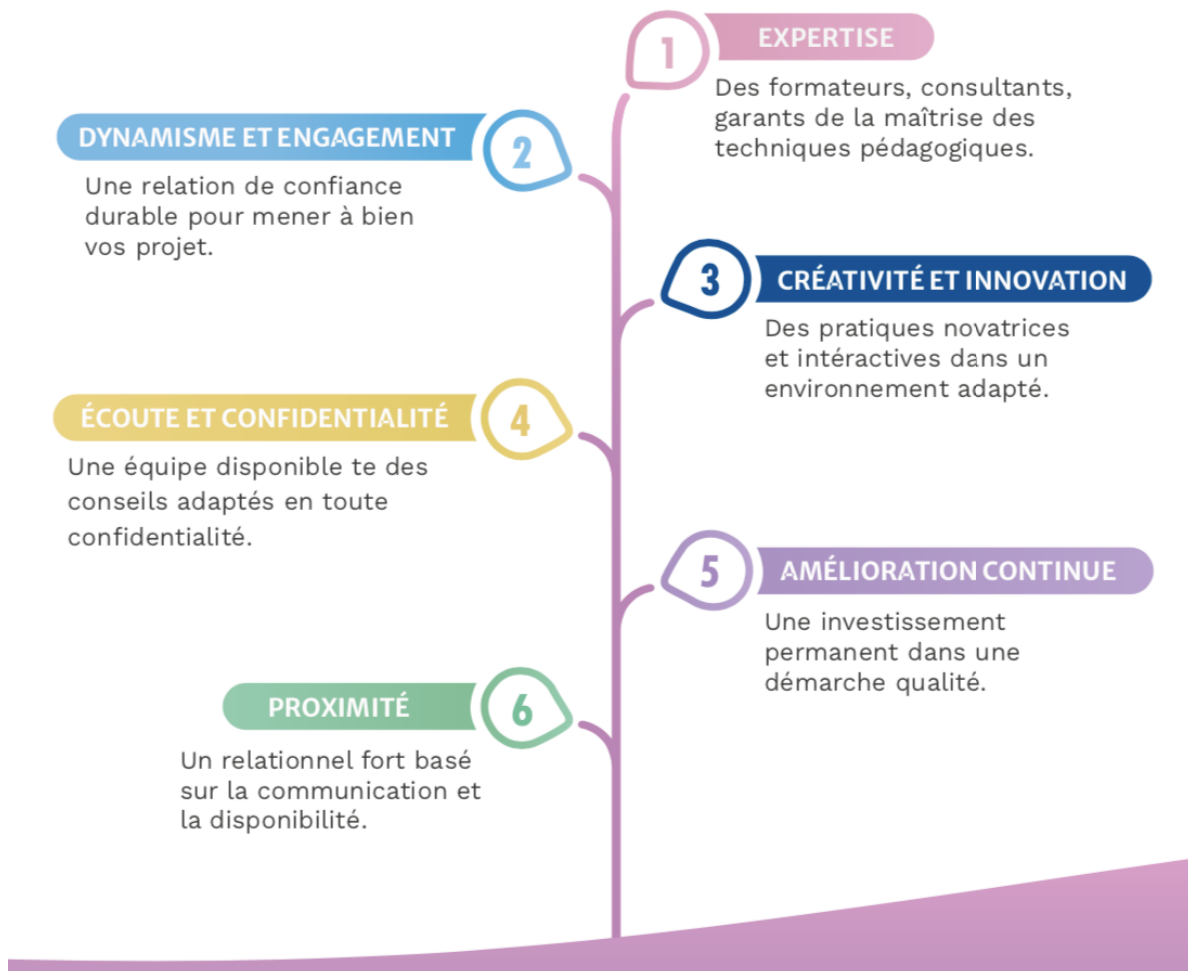 1
EXPERTISE
Des formateurs, consultants,
garants de la maîtrise des
techniques pédagogiques.
DYNAMISME ET ENGAGEMENT
2
Une relation de confiance
durable pour mener à bien
vos projet.
3
CRÉATIVITÉ ET INNOVATION
Des pratiques novatrices
et intéractives dans un
environnement adapté.
ÉCOUTE ET CONFIDENTIALITÉ
4
Une équipe disponible te des
conseils adaptés en toute
confidentialité.
5
AMÉLIORATION CONTINUE
Une investissement
permanent dans une
démarche qualité.
PROXIMITÉ
6
Un relationnel fort basé
sur la communication et
la disponibilité.